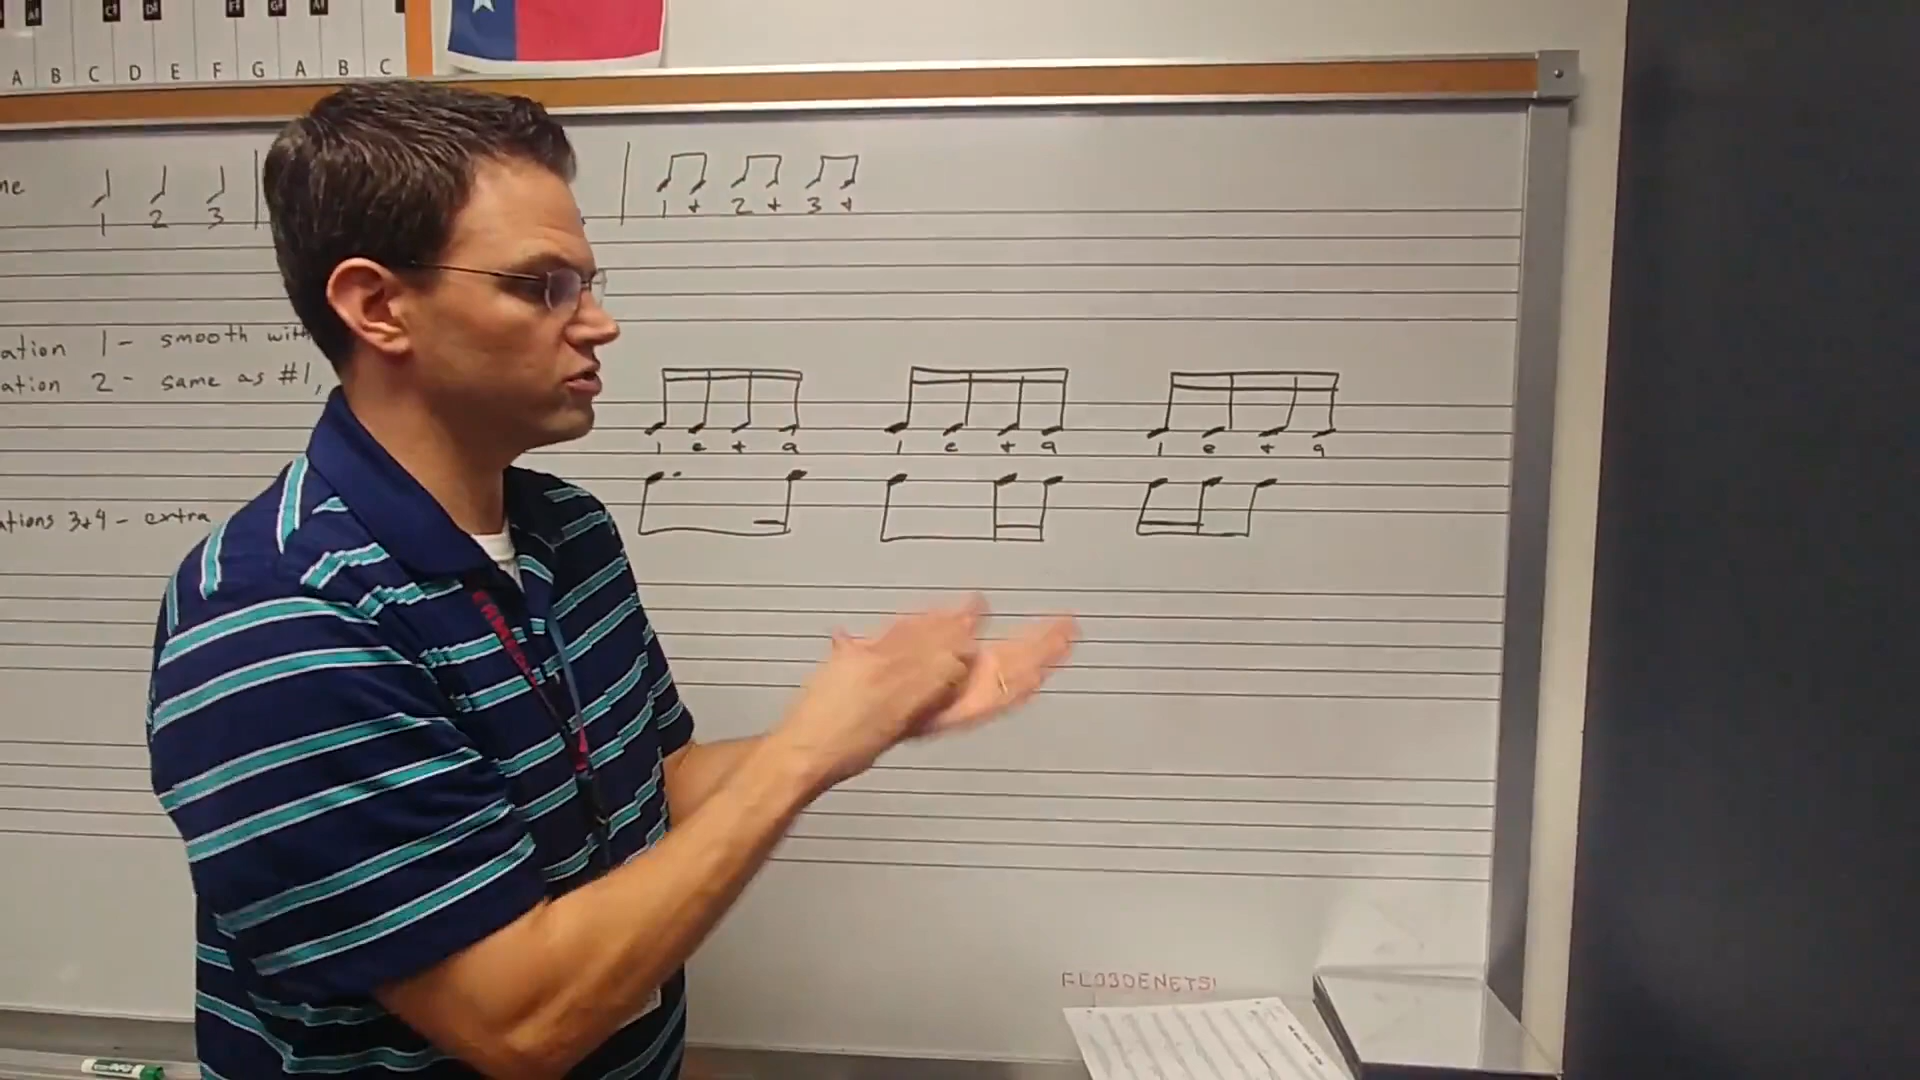 A# C# D# F# G# A#
A B C D E F G A B C
ne
1 2 3
1 + 2 + 3 +
ation 1 - smooth with
ation 2 - same as #1,
1 e + a 1 e + a 1 e + a
ations 3+4 - extra
FLO3DENETS!